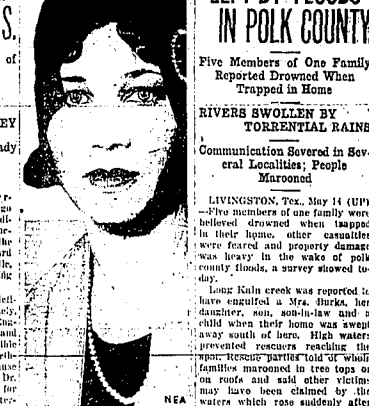 S,
of
EY
ady
IN POLK COUNTY
Five Members of One Family
Reported Drowned When
Trapped in Home
RIVERS SWOLLEN BY
TORRENTIAL RAINS
Communication Severed in Sev-
eral Localities; People
Marooned
LIVINGSTON, Tex., May 14 (UP)
—Five members of one family were
believed drowned when trapped
in their home, other casualties
were feared and property damage
was heavy in the wake of polk
county floods, a survey showed to-
day.
Long Kain creek was reported to
have engulfed a Mrs. Burks, her
daughter, son, son-in-law and a
child when their home was swept
away south of here. High waters
prevented rescuers reaching the
spot. Rescue parties told of whole
families marooned in tree tops or
on roofs and said other victims
may have been claimed by the
waters which rose suddenly after
NEA
Dr.
for